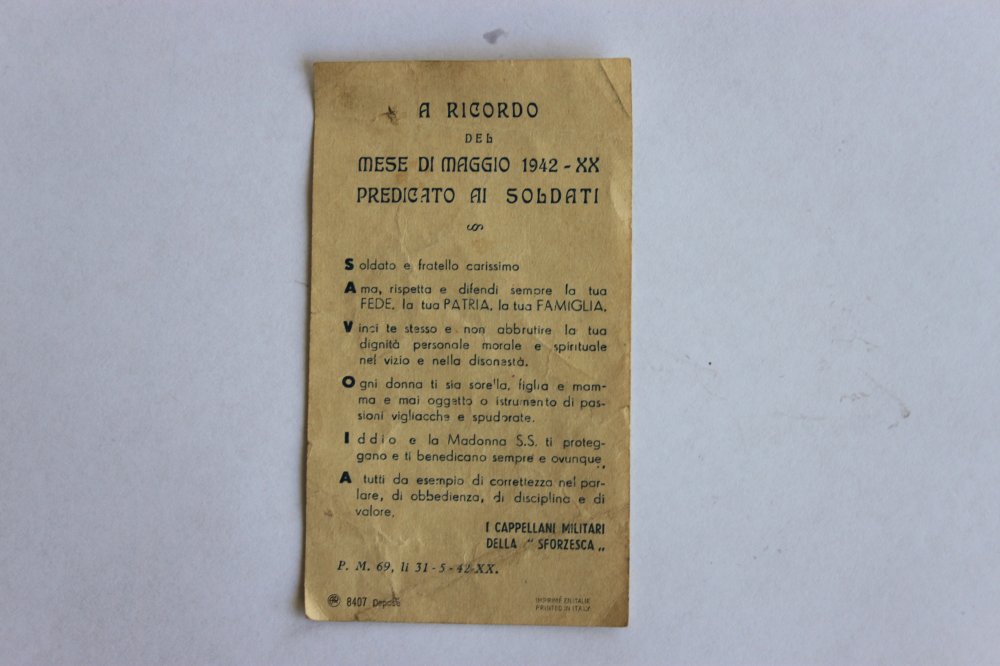 A RICORDO
DEL
MESE DI MAGGIO 1942 - XX
PREDICATO AI SOLDATI
Soldato e fratello carissimo
Ama, rispetta e difendi sempre la tua
FEDE, la tua PATRIA, la tua FAMIGLIA.
Vinci te stesso e non abbrutire la tua
dignità personale morale e spirituale
nel vizio e nella disonestà.
Ogni donna ti sia sorella, figlia e mam-
ma e mai oggetto o istrumento di pas-
sioni vigliacche e spudorate.
Iddio e la Madonna S.S. ti proteg-
gano e ti benedicano sempre e ovunque.
A tutti da esempio di correttezza nel par-
lare, di obbedienza, di disciplina e di
valore.
I CAPPELLANI MILITARI
DELLA " SFORZESCA „
P. M. 69, li 31 - 5 - 42-XX.
8407 Deposé
IMPRIMÉ EN ITALIE
PRINTED IN ITALY